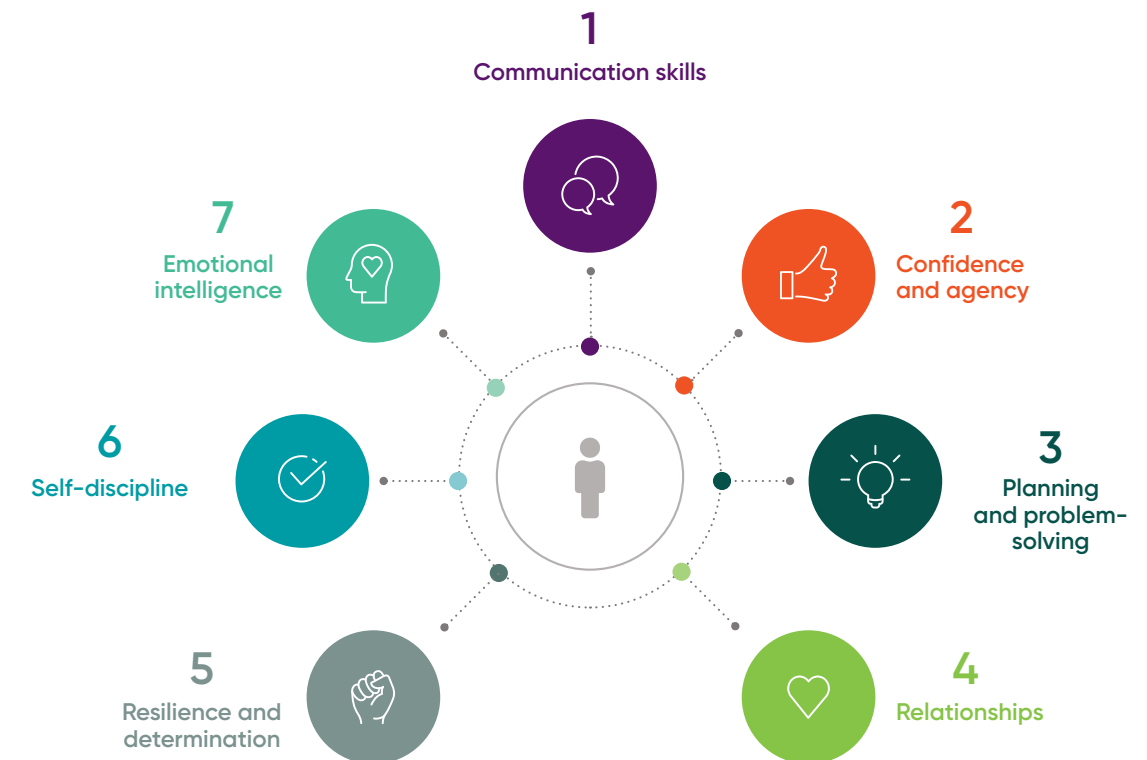 1
Communication skills
2
Confidence
and agency
3
Planning
and problem-
solving
4
Relationships
5
Resilience and
determination
6
Self-discipline
7
Emotional
intelligence